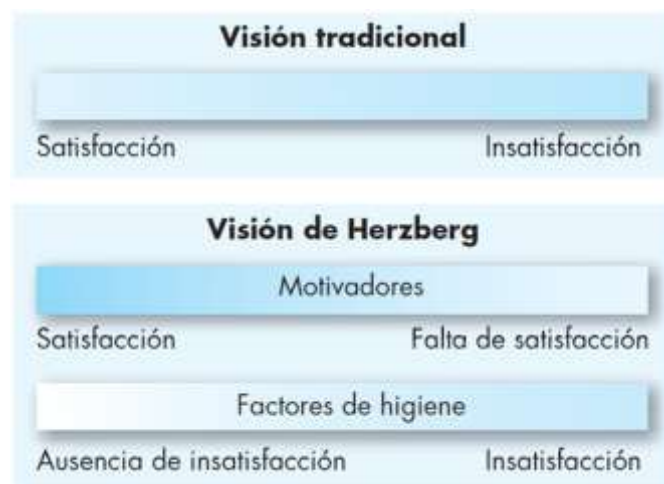 Visión tradicional
Satisfacción Insatisfacción
Visión de Herzberg
Motivadores
Satisfacción Falta de satisfacción
Factores de higiene
Ausencia de insatisfacción Insatisfacción